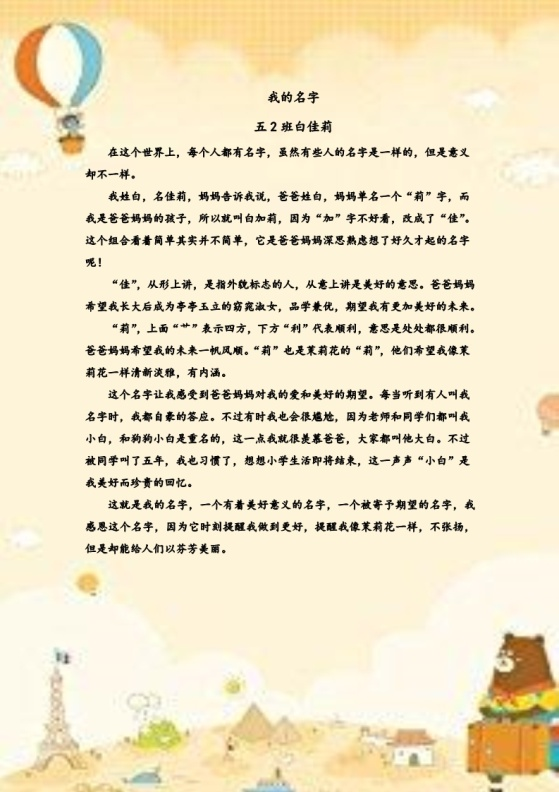 我的名字
五 2 班白佳莉
在这个世界上，每个人都有名字，虽然有些人的名字是一样的，但是意义
却不一样。
我姓白，名佳莉，妈妈告诉我说，爸爸姓白，妈妈单名一个“莉”字，而
我是爸爸妈妈的孩子，所以就叫白加莉，因为“加”字不好看，改成了“佳”。
这个组合看着简单其实并不简单，它是爸爸妈妈深思熟虑想了好久才起的名字
呢！
“佳”，从形上讲，是指外貌标志的人，从意上讲是美好的意思。爸爸妈妈
希望我长大后成为亭亭玉立的窈窕淑女，品学兼优，期望我有更加美好的未来。
“莉”，上面“艹”表示四方，下方“利”代表顺利，意思是处处都很顺利。
爸爸妈妈希望我的未来一帆风顺。“莉”也是茉莉花的“莉”，他们希望我像茉
莉花一样清新淡雅，有内涵。
这个名字让我感受到爸爸妈妈对我的爱和美好的期望。每当听到有人叫我
名字时，我都自豪的答应。不过有时我也会很尴尬，因为老师和同学们都叫我
小白，和狗狗小白是重名的，这一点我就很羡慕爸爸，大家都叫他大白。不过
被同学叫了五年，我也习惯了，想想小学生活即将结束，这一声声“小白”是
我美好而珍贵的回忆。
这就是我的名字，一个有着美好意义的名字，一个被寄予期望的名字，我
感恩这个名字，因为它时刻提醒我做到更好，提醒我像茉莉花一样，不张扬，
但是却能给人们以芬芳美丽。